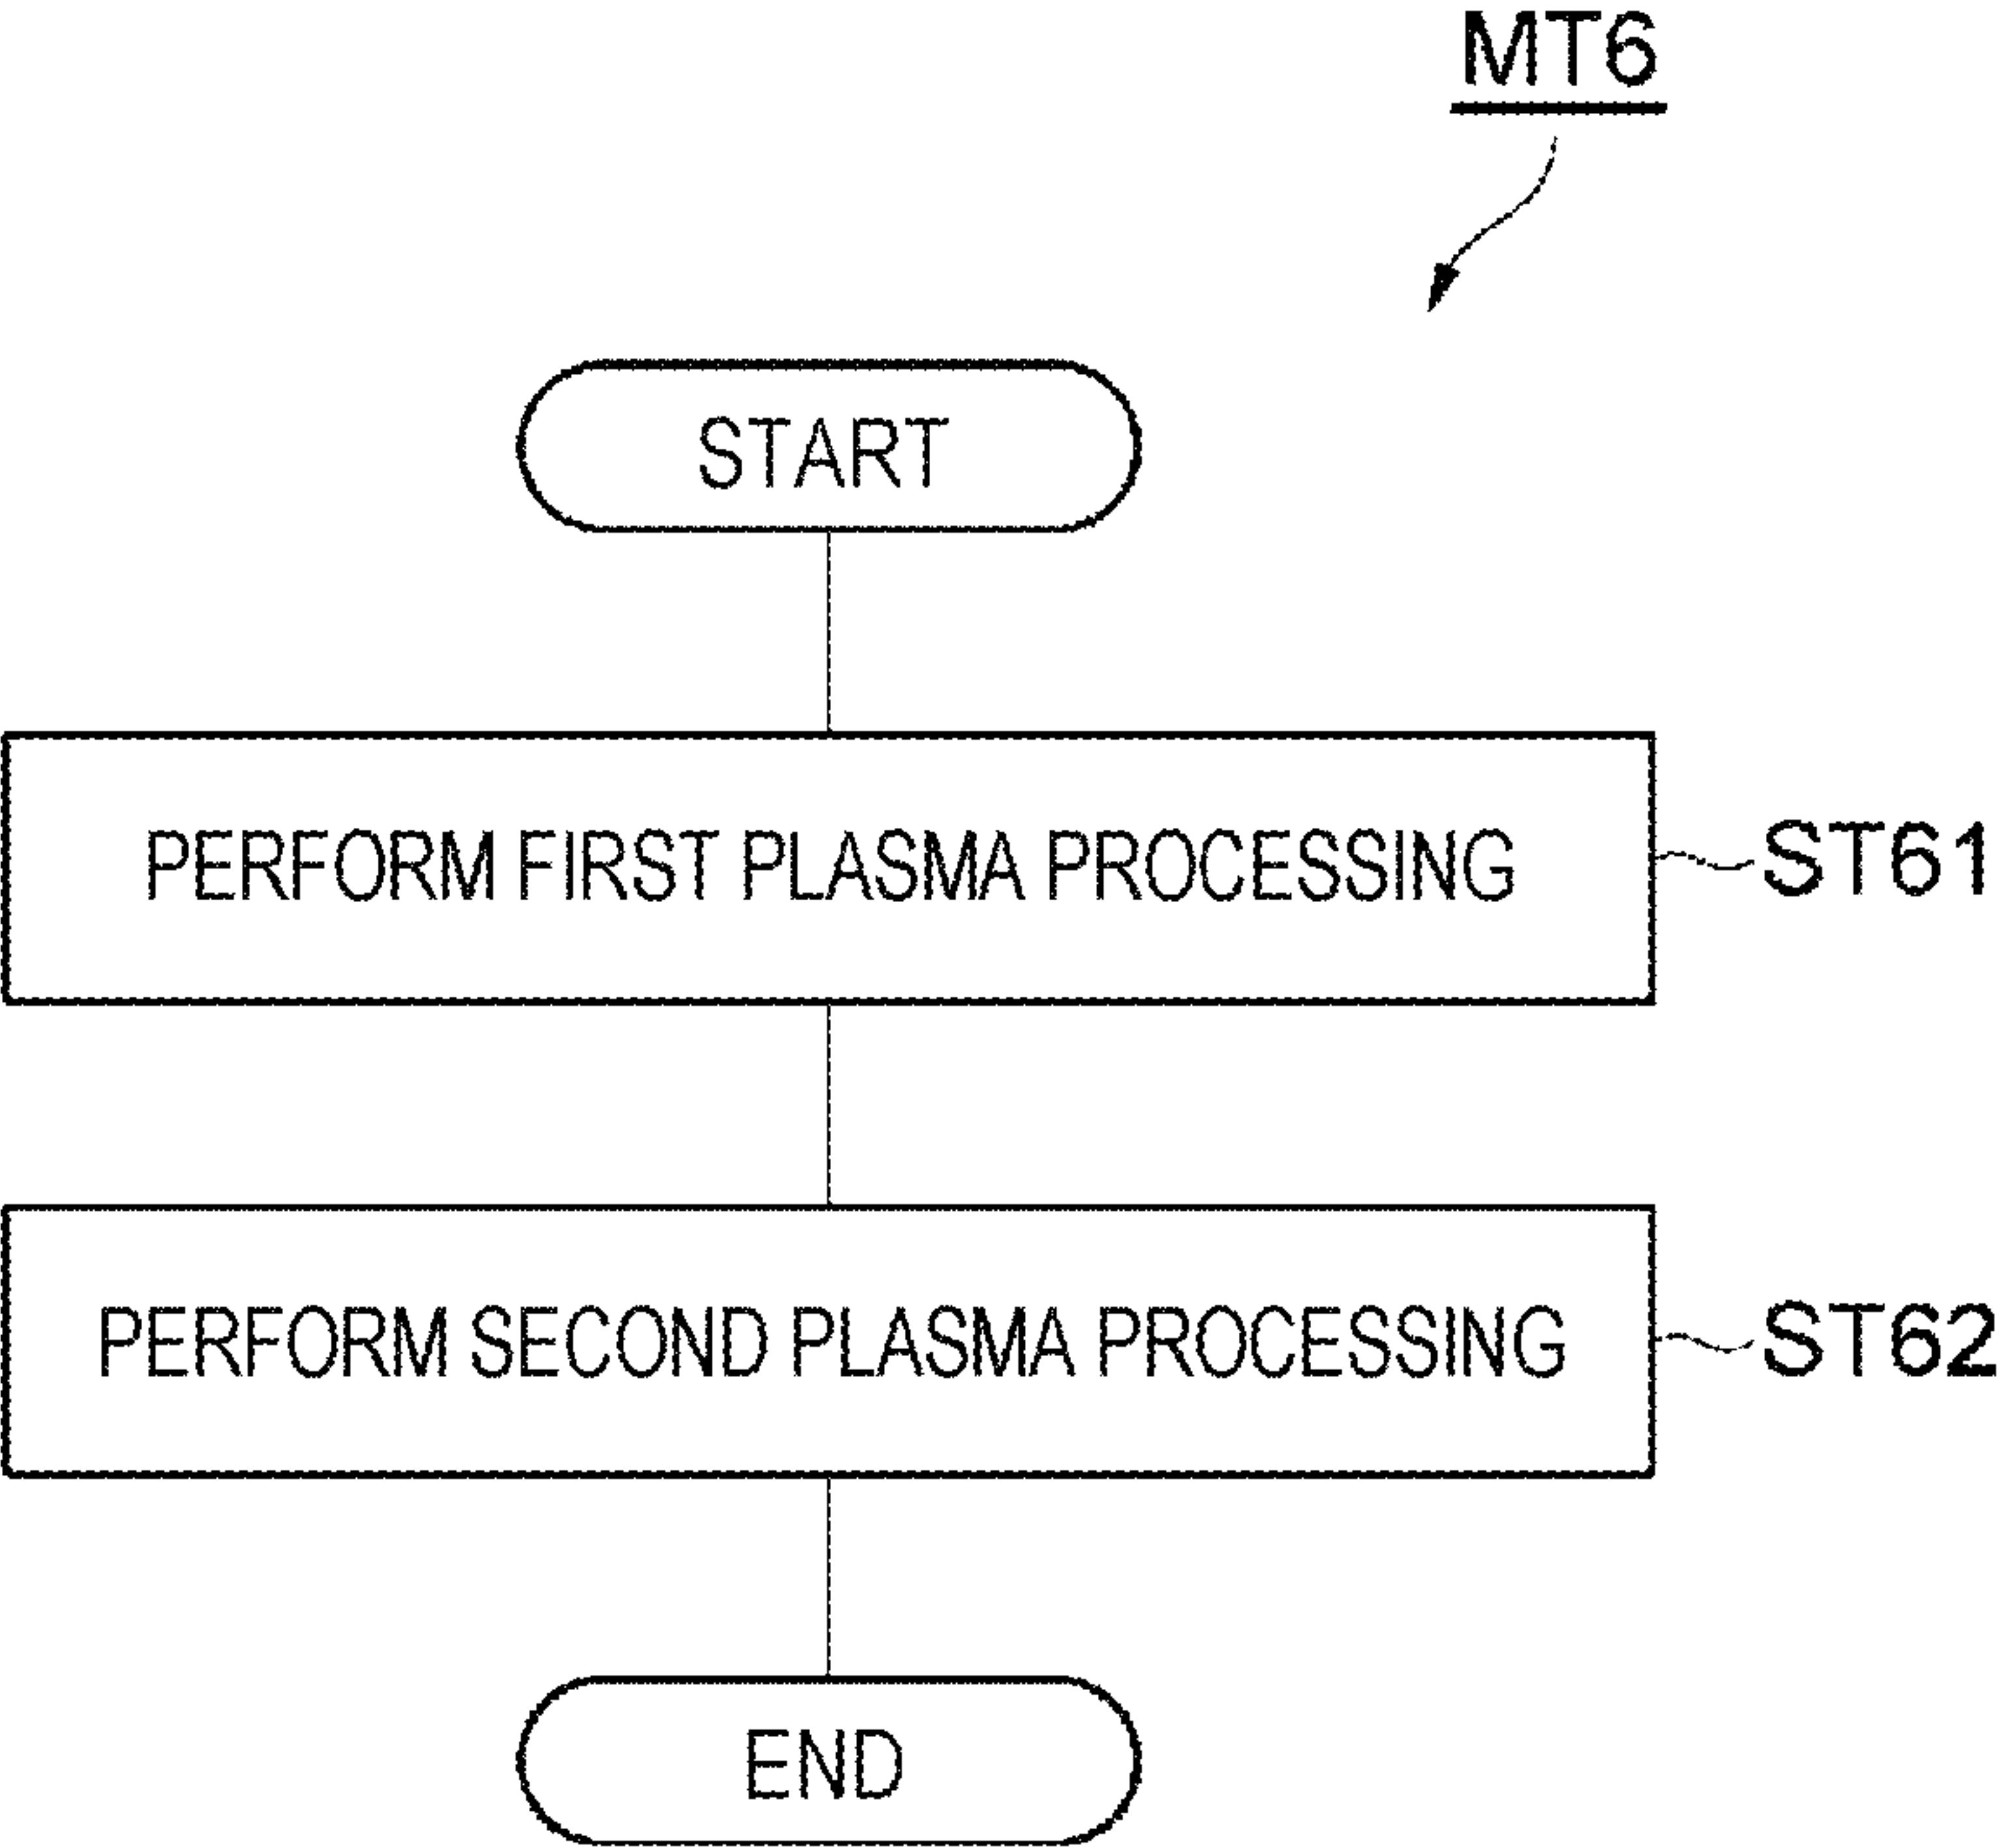 MT6
START
PERFORM FIRST PLASMA PROCESSING
ST61
PERFORM SECOND PLASMA PROCESSING
ST62
END